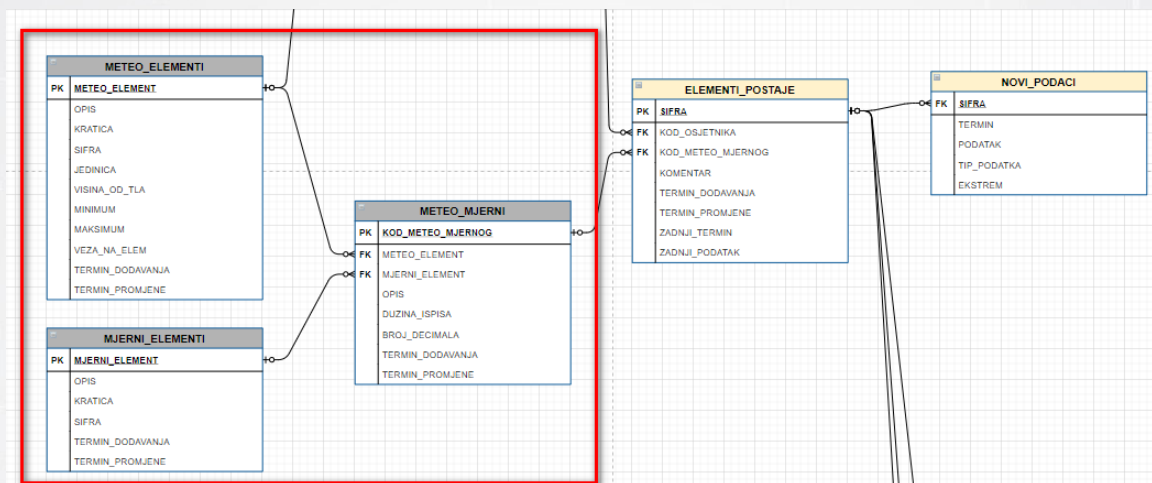 METEO_ELEMENTI
PK METEO_ELEMENT
OPIS
KRATICA
SIFRA
JEDINICA
VISINA_OD_TLA
MINIMUM
MAKSIMUM
VEZA_NA_ELEM
TERMIN_DODAVANJA
TERMIN_PROMJENE
MJERNI_ELEMENTI
PK MJERNI_ELEMENT
OPIS
KRATICA
SIFRA
TERMIN_DODAVANJA
TERMIN_PROMJENE
METEO_MJERNI
PK KOD_METEO_MJERNOG
FK METEO_ELEMENT
FK MJERNI_ELEMENT
OPIS
DUZINA_ISPISA
BROJ_DECIMALA
TERMIN_DODAVANJA
TERMIN_PROMJENE
ELEMENTI_POSTAJE
PK SIFRA
FK KOD_OSJETNIKA
FK KOD_METEO_MJERNOG
KOMENTAR
TERMIN_DODAVANJA
TERMIN_PROMJENE
ZADNJI_TERMIN
ZADNJI_PODATAK
NOVI_PODACI
FK SIFRA
TERMIN
PODATAK
TIP_PODATKA
EKSTREM